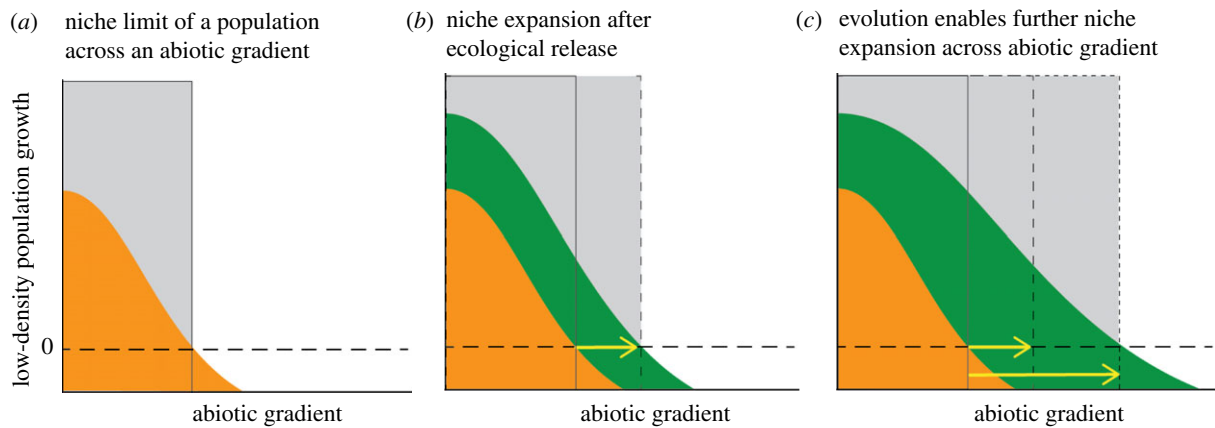 (a) niche limit of a population
across an abiotic gradient
(b) niche expansion after
ecological release
(c) evolution enables further niche
expansion across abiotic gradient
low-density population growth
0
abiotic gradient
abiotic gradient
abiotic gradient